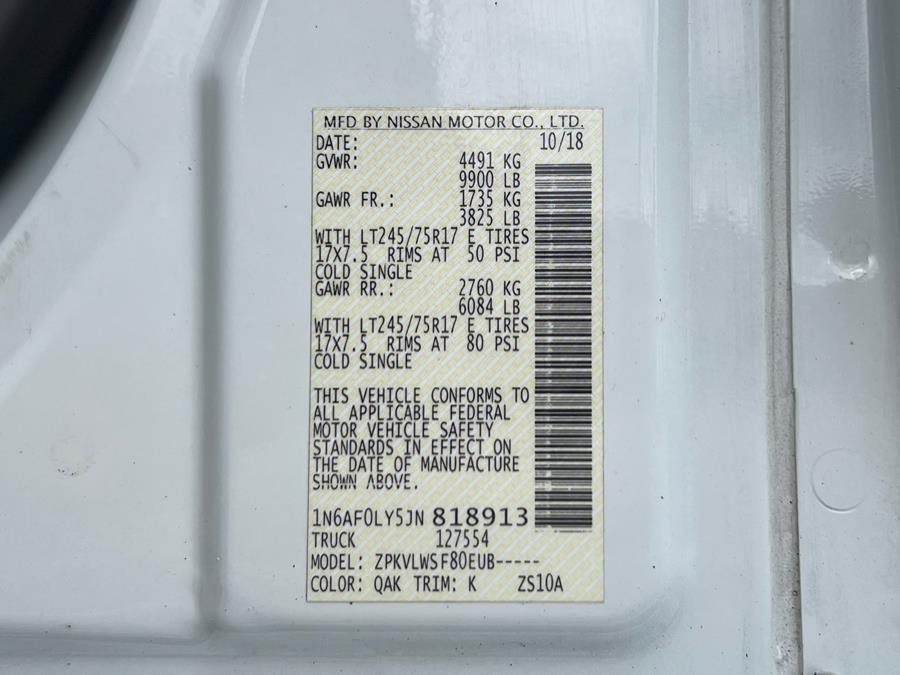 MFD BY NISSAN MOTOR CO., LTD.
DATE: 10/18
GVWR: 4491 KG
9900 LB
GAWR FR.: 1735 KG
3825 LB
WITH LT245/75R17 E TIRES
17X7.5 RIMS AT 50 PSI
COLD SINGLE
GAWR RR.: 2760 KG
6084 LB
WITH LT245/75R17 E TIRES
17X7.5 RIMS AT 80 PSI
COLD SINGLE
THIS VEHICLE CONFORMS TO
ALL APPLICABLE FEDERAL
MOTOR VEHICLE SAFETY
STANDARDS IN EFFECT ON
THE DATE OF MANUFACTURE
SHOWN ABOVE.
1N6AF0LY5JN 818913
TRUCK 127554
MODEL: ZPKVLWSF80EUB-----
COLOR: QAK TRIM: K ZS10A